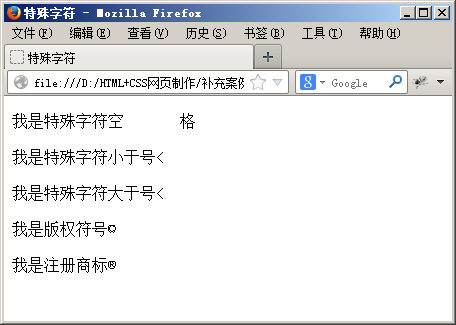 特殊字符 - Mozilla Firefox
文件(F) 编辑(E) 查看(V) 历史(S) 书签(B) 工具(T) 帮助(H)
特殊字符
file:///D:/HTML+CSS网页制作/补充案例 Google
我是特殊字符空 格
我是特殊字符小于号<
我是特殊字符大于号<
我是版权符号©
我是注册商标®